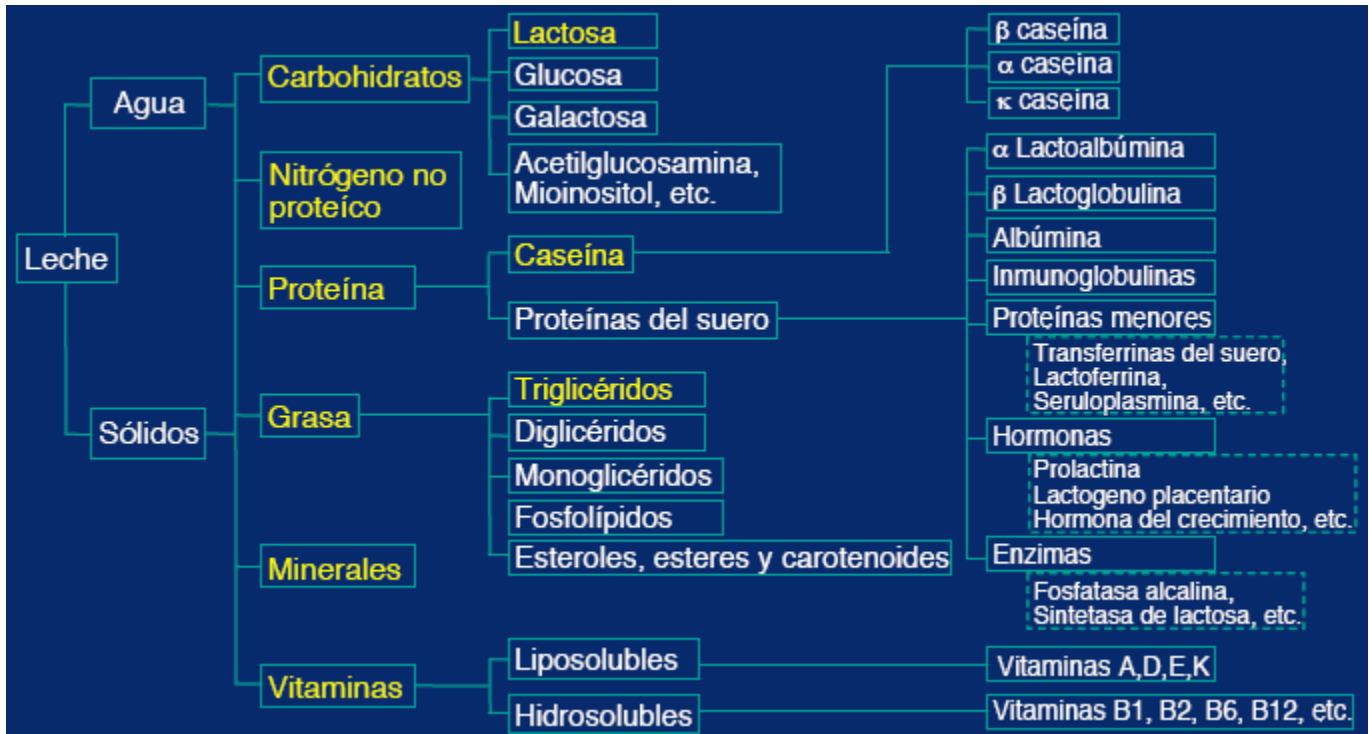 Leche
Agua
Sólidos
Carbohidratos
Nitrógeno no
proteíco
Proteína
Grasa
Minerales
Vitaminas
Lactosa
Glucosa
Galactosa
Acetilglucosamina,
Mioinositol, etc.
Caseína
Proteínas del suero
Triglicéridos
Diglicéridos
Monoglicéridos
Fosfolípidos
Esteroles, esteres y carotenoides
Liposolubles
Hidrosolubles
β caseína
α caseina
κ caseina
α Lactoalbúmina
β Lactoglobulina
Albúmina
Inmunoglobulinas
Proteínas menores
Transferrinas del suero,
Lactoferrina,
Seruloplasmina, etc.
Hormonas
Prolactina
Lactogeno placentario
Hormona del crecimiento, etc.
Enzimas
Fosfatasa alcalina,
Sintetasa de lactosa, etc.
Vitaminas A,D,E,K
Vitaminas B1, B2, B6, B12, etc.